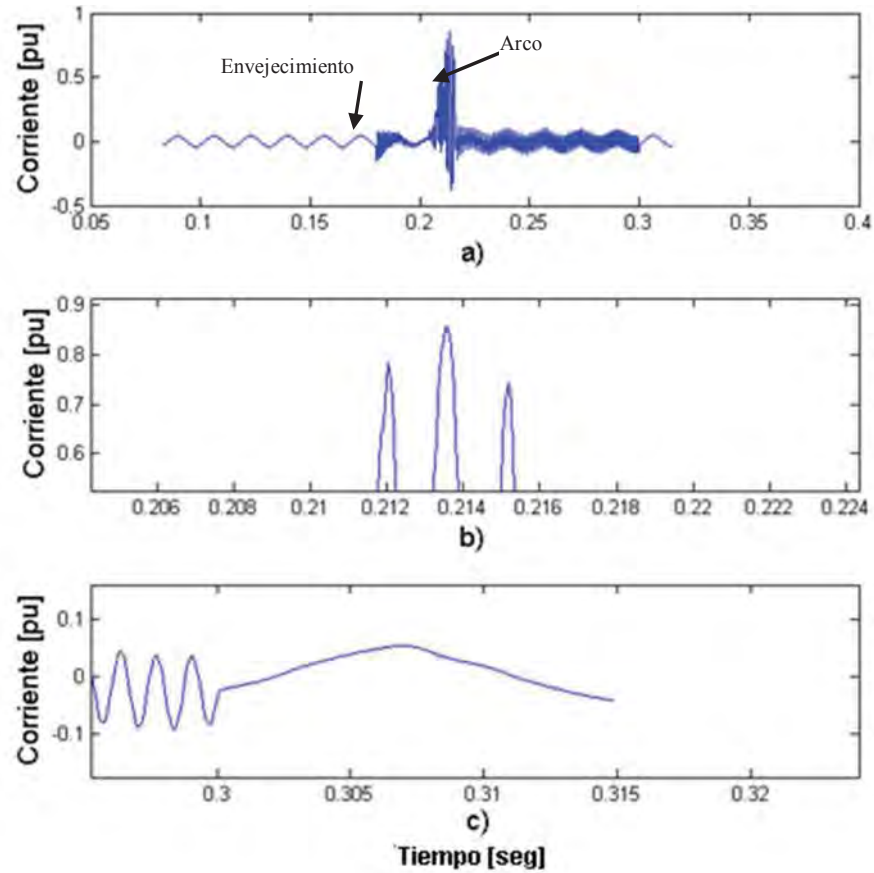 1
Arco
Envejecimiento
0.5
0
-0.5
Corriente [pu]
0.05 0.1 0.15 0.2 0.25 0.3 0.35 0.4
a)
0.9
0.8
0.7
0.6
Corriente [pu]
0.206 0.208 0.21 0.212 0.214 0.216 0.218 0.22 0.222 0.224
b)
0.1
0
-0.1
Corriente [pu]
0.3 0.305 0.31 0.315 0.32
c)
Tiempo [seg]